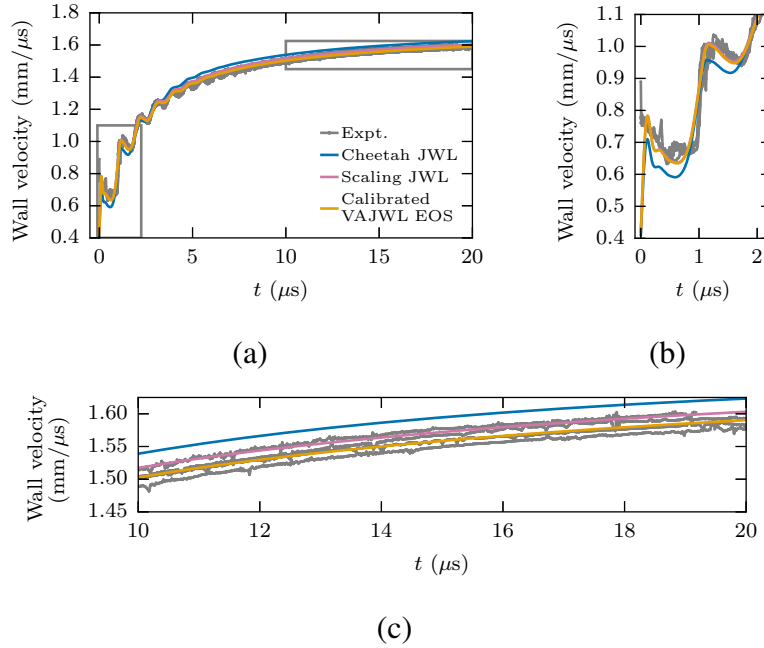 1.8
1.6
1.4
1.2
1.0
0.8
0.6
0.4
Wall velocity (mm/μs)
0
5
10
15
20
t (μs)
Expt.
Cheetah JWL
Scaling JWL
Calibrated
VAJWL EOS
(a)
1.1
1.0
0.9
0.8
0.7
0.6
0.5
0.4
Wall velocity (mm/μs)
0
1
2
t (μs)
(b)
1.60
1.55
1.50
1.45
Wall velocity
(mm/μs)
10
12
14
16
18
20
t (μs)
(c)